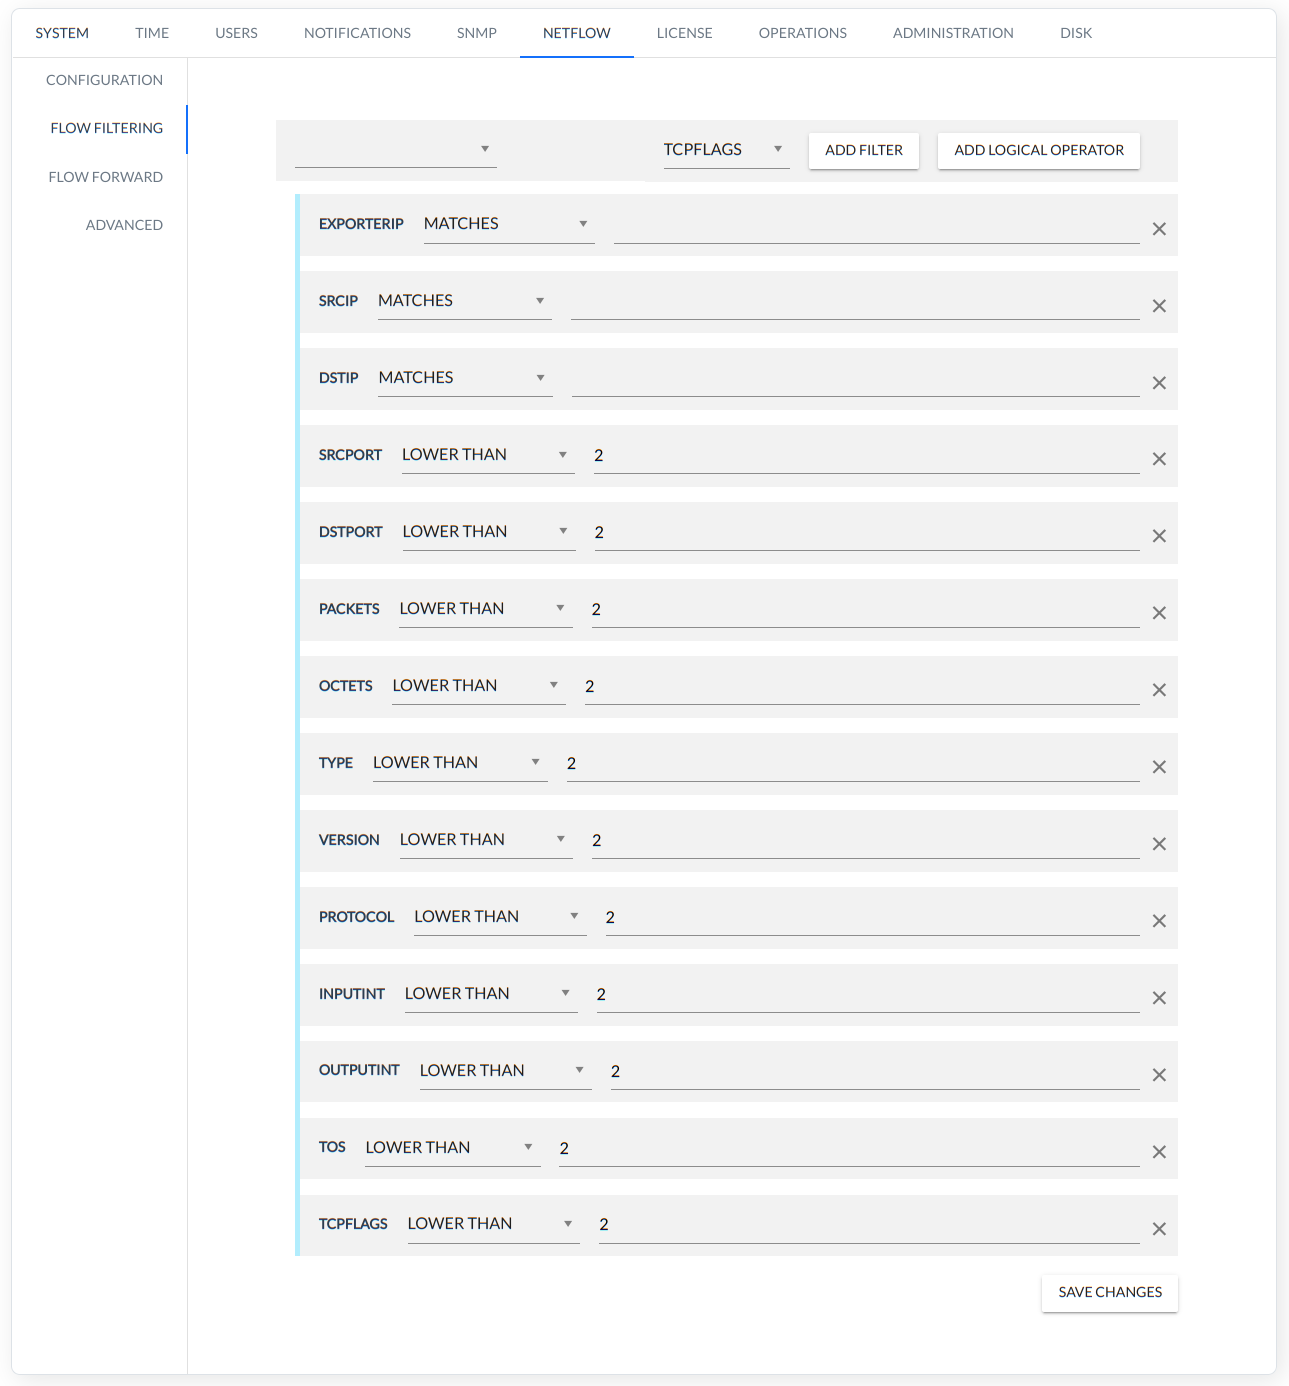 SYSTEM TIME USERS NOTIFICATIONS SNMP NETFLOW LICENSE OPERATIONS ADMINISTRATION DISK
CONFIGURATION
FLOW FILTERING
FLOW FORWARD
ADVANCED
TCPFLAGS ADD FILTER ADD LOGICAL OPERATOR
EXPORTERIP MATCHES
SRCIP MATCHES
DSTIP MATCHES
SRCPORT LOWER THAN 2
DSTPORT LOWER THAN 2
PACKETS LOWER THAN 2
OCTETS LOWER THAN 2
TYPE LOWER THAN 2
VERSION LOWER THAN 2
PROTOCOL LOWER THAN 2
INPUTINT LOWER THAN 2
OUTPUTINT LOWER THAN 2
TOS LOWER THAN 2
TCPFLAGS LOWER THAN 2
SAVE CHANGES